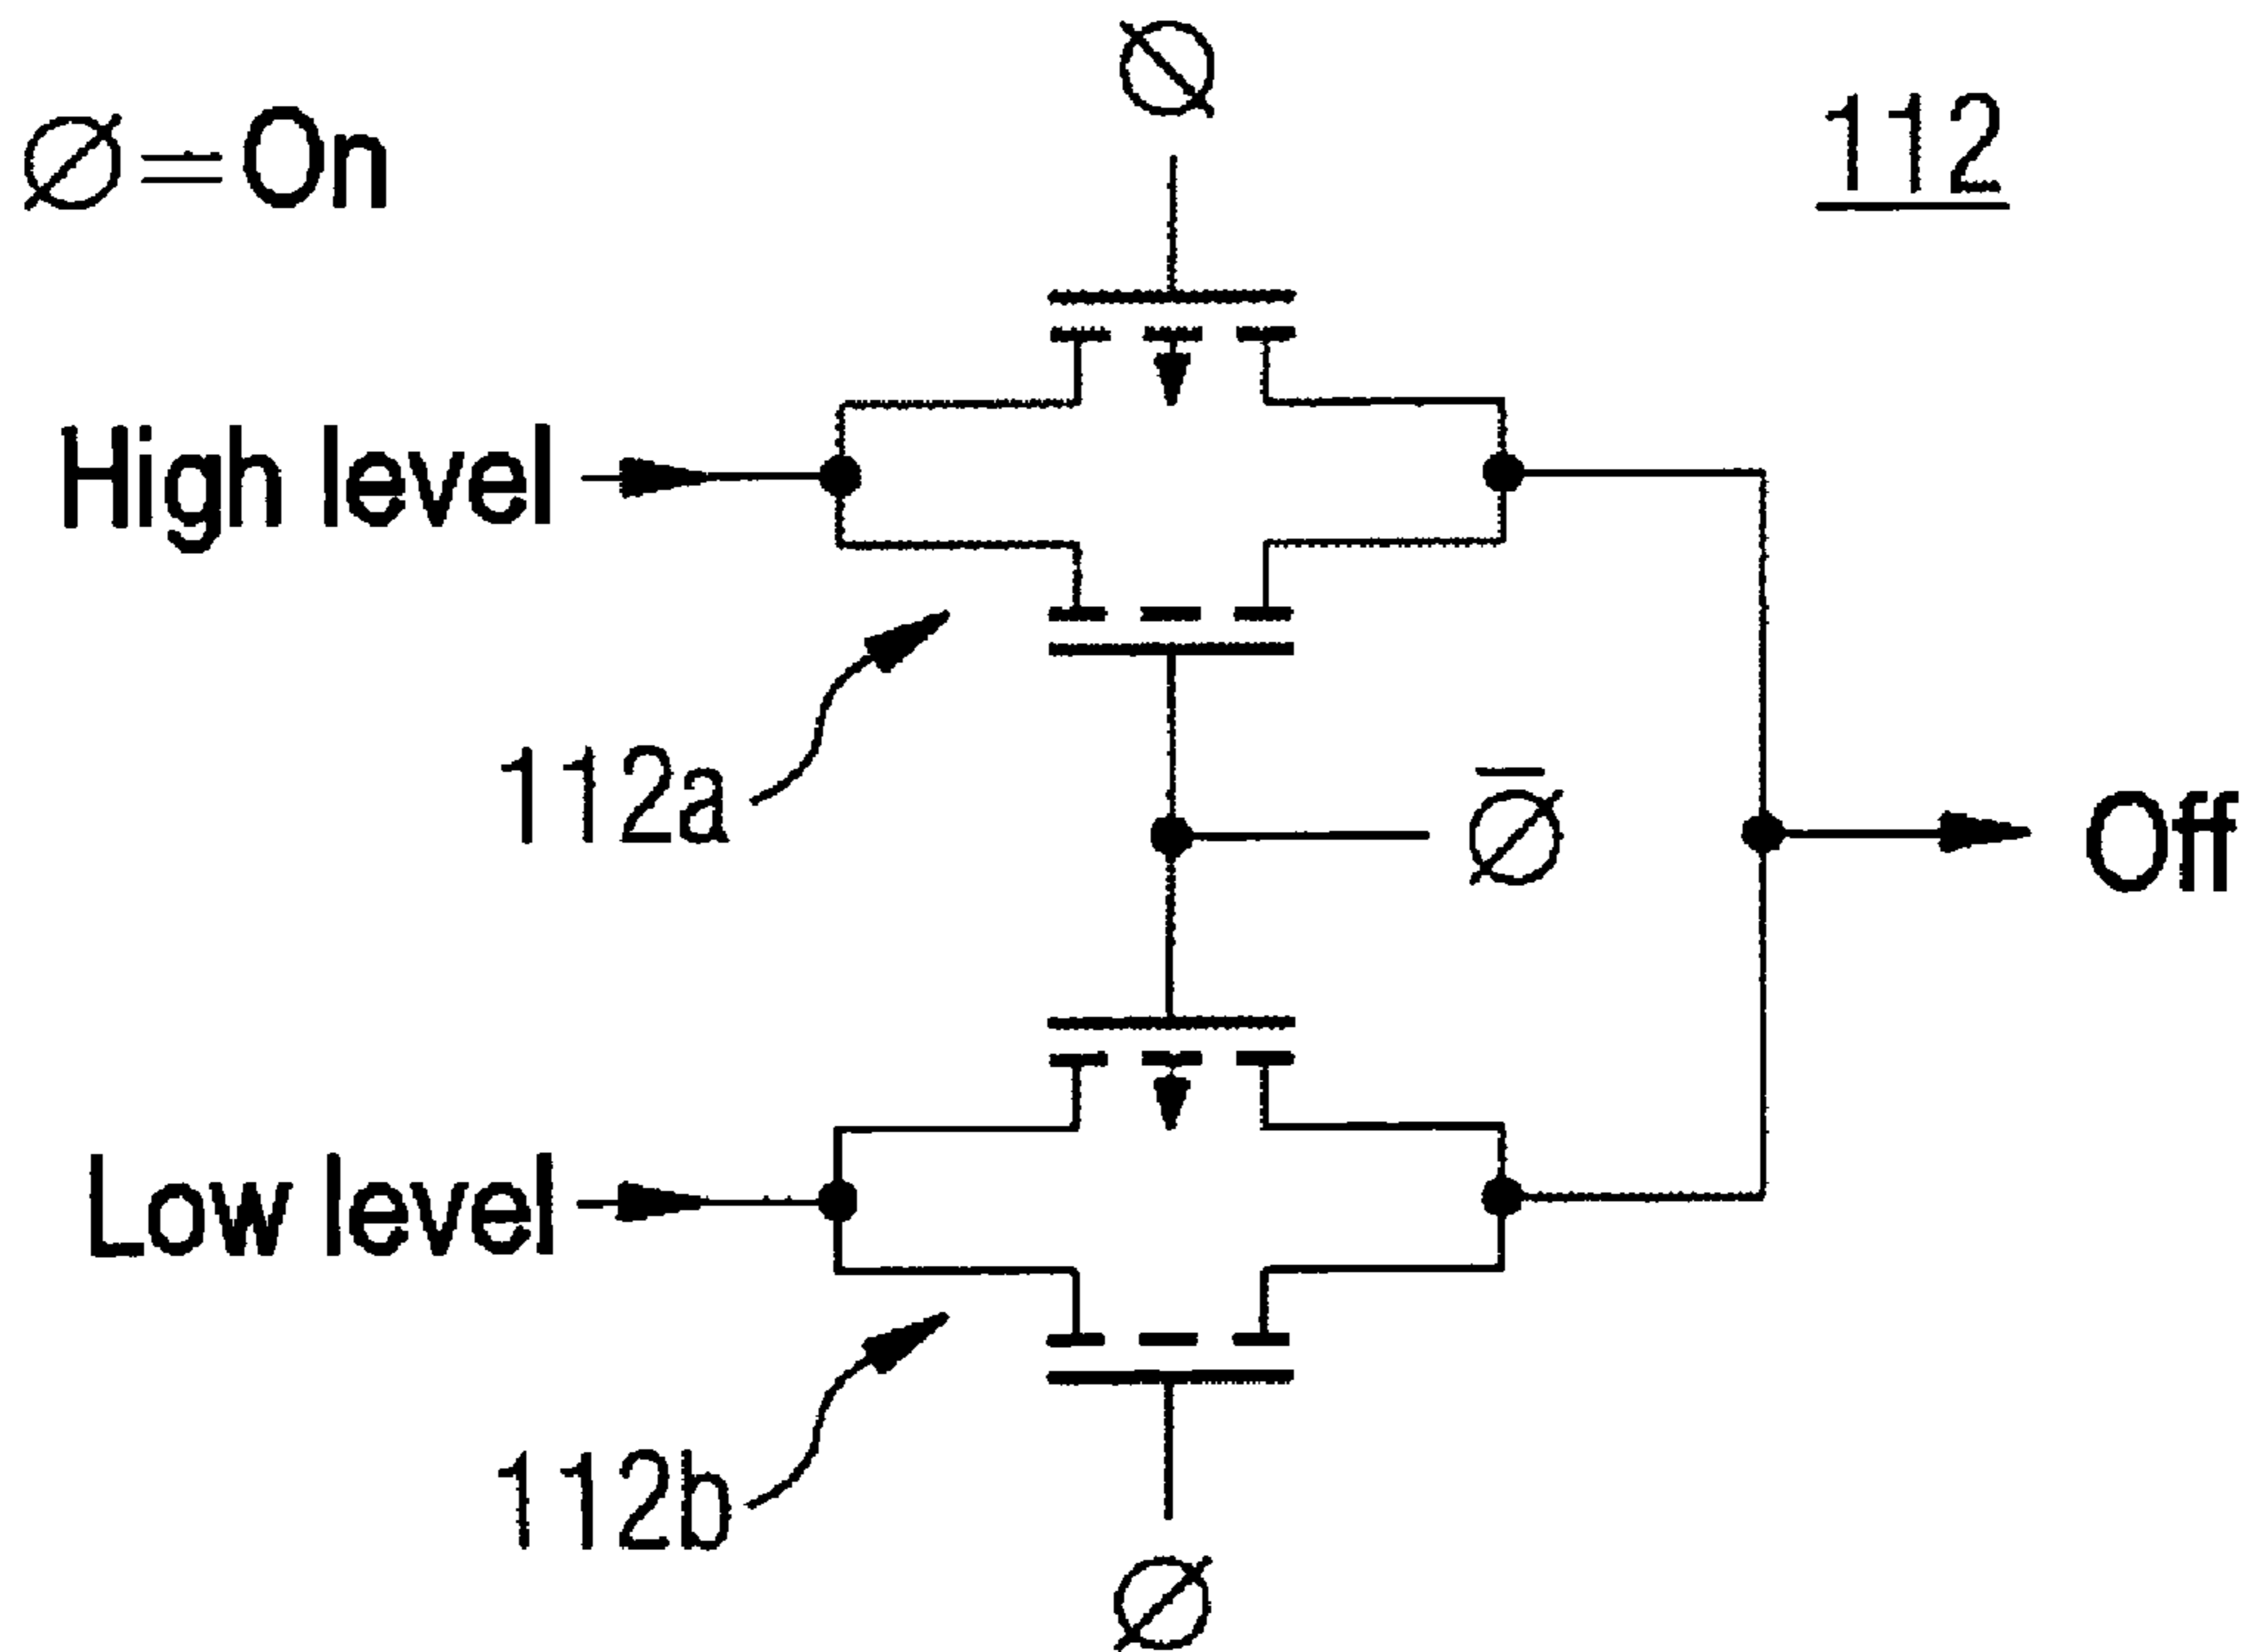 ∅
∅=On
112
High level
112a
∅̅
Off
Low level
112b
∅